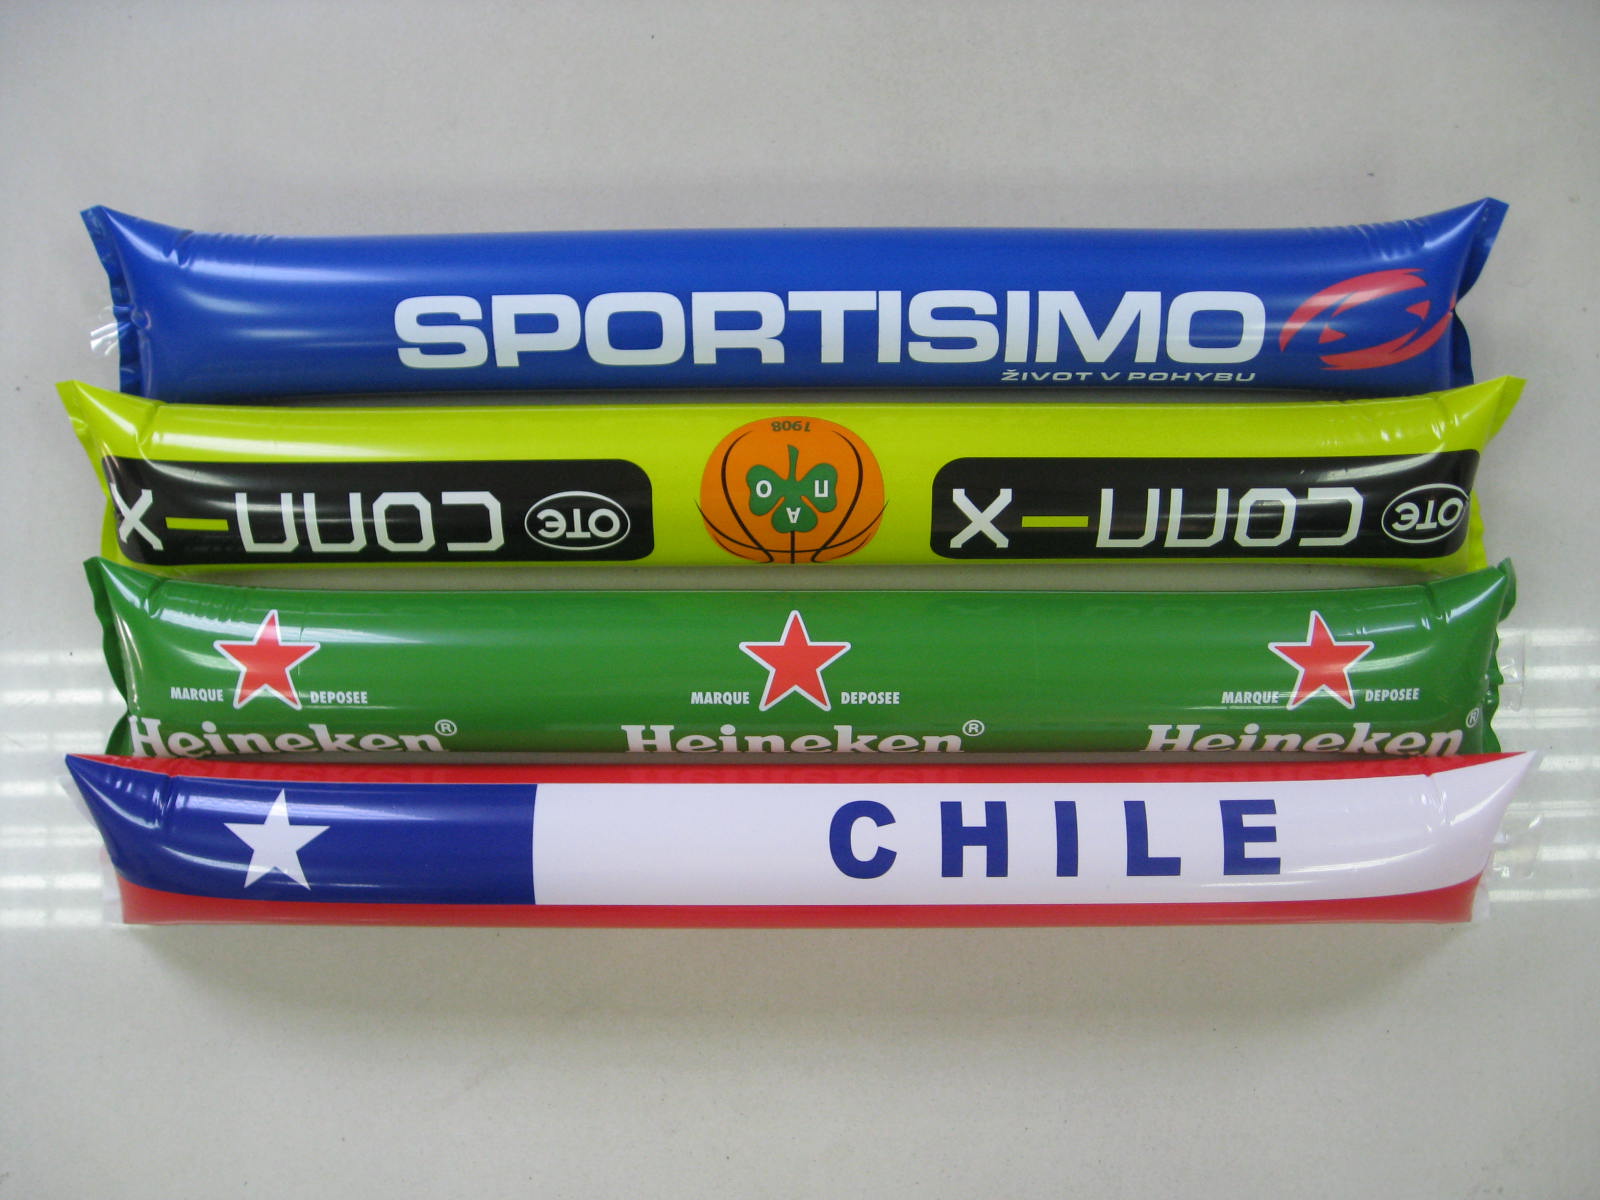 SPORTISIMO
ŽIVOT V POHYBU
OTE CONN-X
1908
Π Α Ο
OTE CONN-X
MARQUE DEPOSEE
Heineken®
MARQUE DEPOSEE
Heineken®
MARQUE DEPOSEE
Heineken®
CHILE